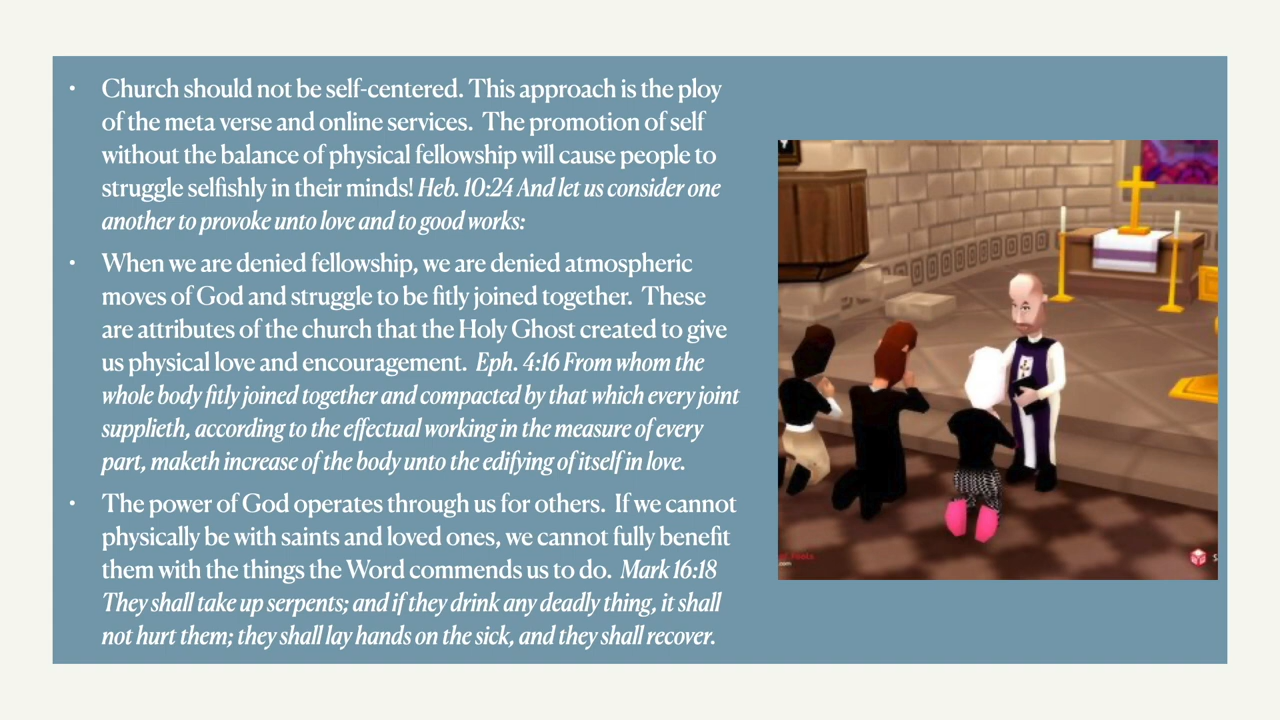 • Church should not be self-centered. This approach is the ploy
of the meta verse and online services.  The promotion of self
without the balance of physical fellowship will cause people to
struggle selfishly in their minds! Heb. 10:24 And let us consider one
another to provoke unto love and to good works:
• When we are denied fellowship, we are denied atmospheric
moves of God and struggle to be fitly joined together.  These
are attributes of the church that the Holy Ghost created to give
us physical love and encouragement.  Eph. 4:16 From whom the
whole body fitly joined together and compacted by that which every joint
supplieth, according to the effectual working in the measure of every
part, maketh increase of the body unto the edifying of itself in love.
• The power of God operates through us for others.  If we cannot
physically be with saints and loved ones, we cannot fully benefit
them with the things the Word commends us to do.  Mark 16:18
They shall take up serpents; and if they drink any deadly thing, it shall
not hurt them; they shall lay hands on the sick, and they shall recover.